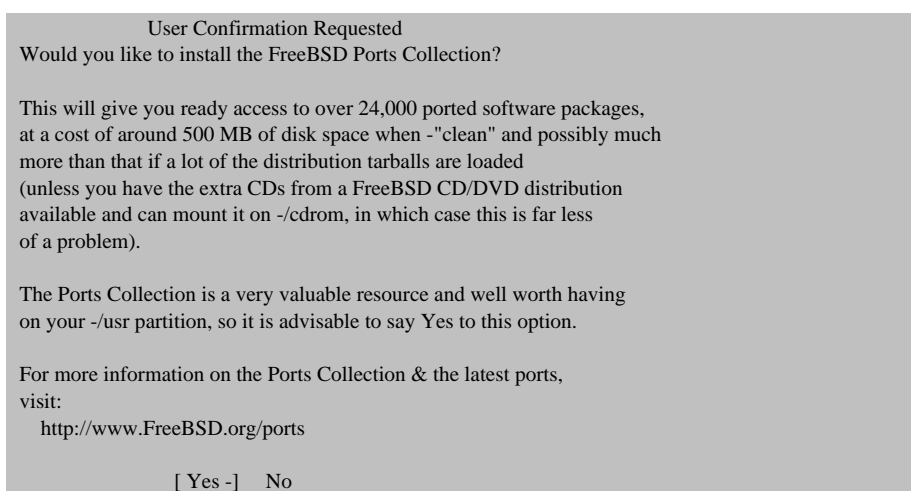 User Confirmation Requested
Would you like to install the FreeBSD Ports Collection?
This will give you ready access to over 24,000 ported software packages,
at a cost of around 500 MB of disk space when -"clean" and possibly much
more than that if a lot of the distribution tarballs are loaded
(unless you have the extra CDs from a FreeBSD CD/DVD distribution
available and can mount it on -/cdrom, in which case this is far less
of a problem).
The Ports Collection is a very valuable resource and well worth having
on your -/usr partition, so it is advisable to say Yes to this option.
For more information on the Ports Collection & the latest ports,
visit:
http://www.FreeBSD.org/ports
[ Yes -] No